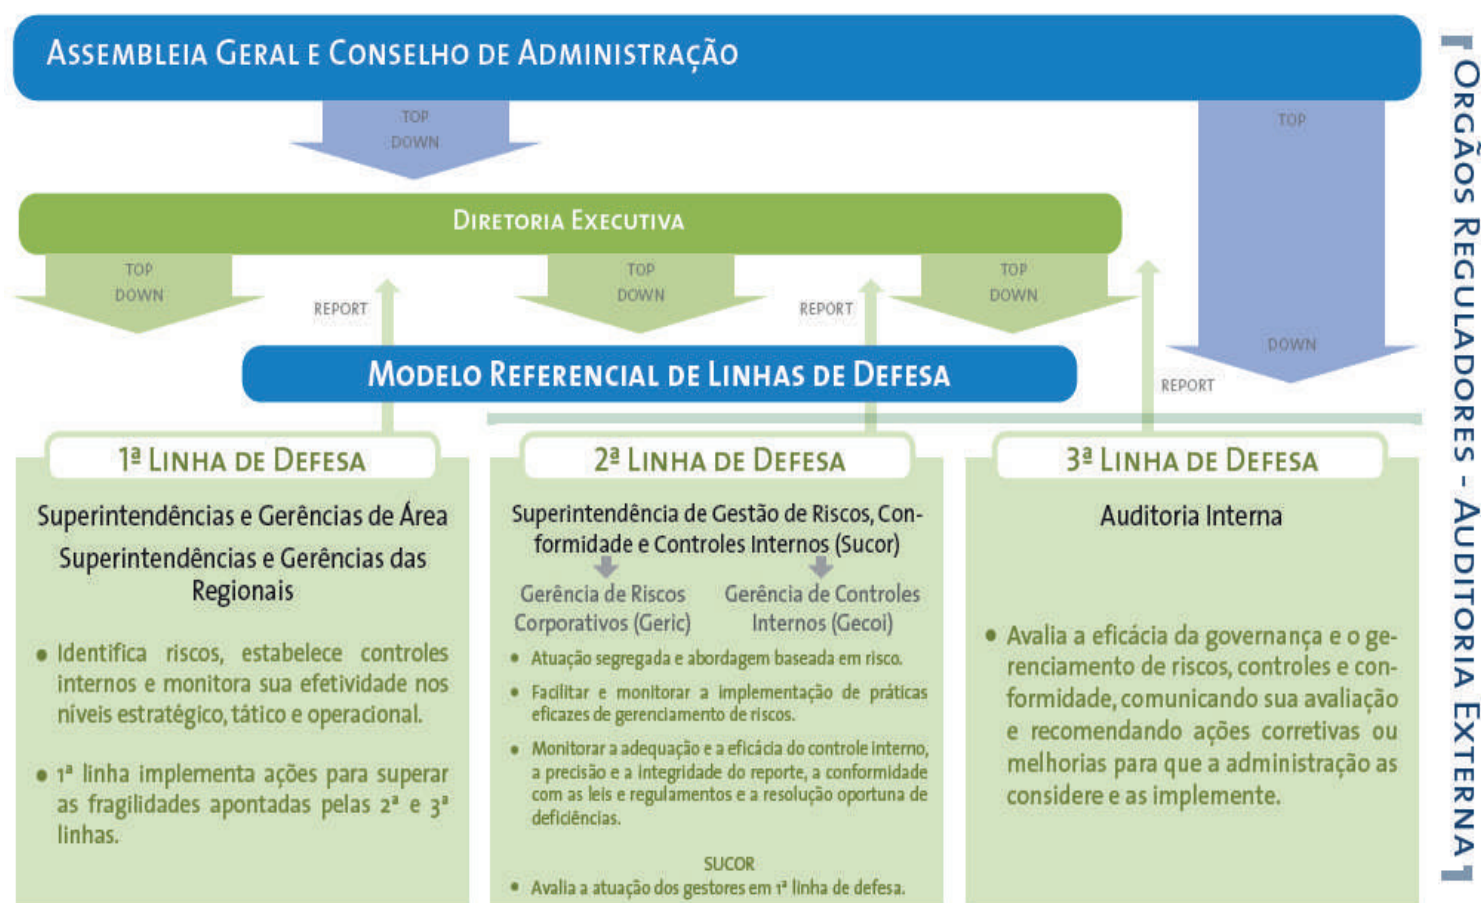 ASSEMBLEIA GERAL E CONSELHO DE ADMINISTRAÇÃO
TOP
DOWN
TOP
DOWN
DIRETORIA EXECUTIVA
TOP
DOWN
REPORT
TOP
DOWN
REPORT
TOP
DOWN
REPORT
MODELO REFERENCIAL DE LINHAS DE DEFESA
1ª LINHA DE DEFESA
Superintendências e Gerências de Área
Superintendências e Gerências das
Regionais
• Identifica riscos, estabelece controles
internos e monitora sua efetividade nos
níveis estratégico, tático e operacional.
• 1ª linha implementa ações para superar
as fragilidades apontadas pelas 2ª e 3ª
linhas.
2ª LINHA DE DEFESA
Superintendência de Gestão de Riscos, Con-
formidade e Controles Internos (Sucor)
Gerência de Riscos
Corporativos (Geric)
Gerência de Controles
Internos (Gecoi)
• Atuação segregada e abordagem baseada em risco.
• Facilitar e monitorar a implementação de práticas
eficazes de gerenciamento de riscos.
• Monitorar a adequação e a eficácia do controle interno,
a precisão e a integridade do reporte, a conformidade
com as leis e regulamentos e a resolução oportuna de
deficiências.
SUCOR
• Avalia a atuação dos gestores em 1ª linha de defesa.
3ª LINHA DE DEFESA
Auditoria Interna
• Avalia a eficácia da governança e o ge-
renciamento de riscos, controles e con-
formidade, comunicando sua avaliação
e recomendando ações corretivas ou
melhorias para que a administração as
considere e as implemente.
ORGÃOS REGULADORES - AUDITORIA EXTERNA